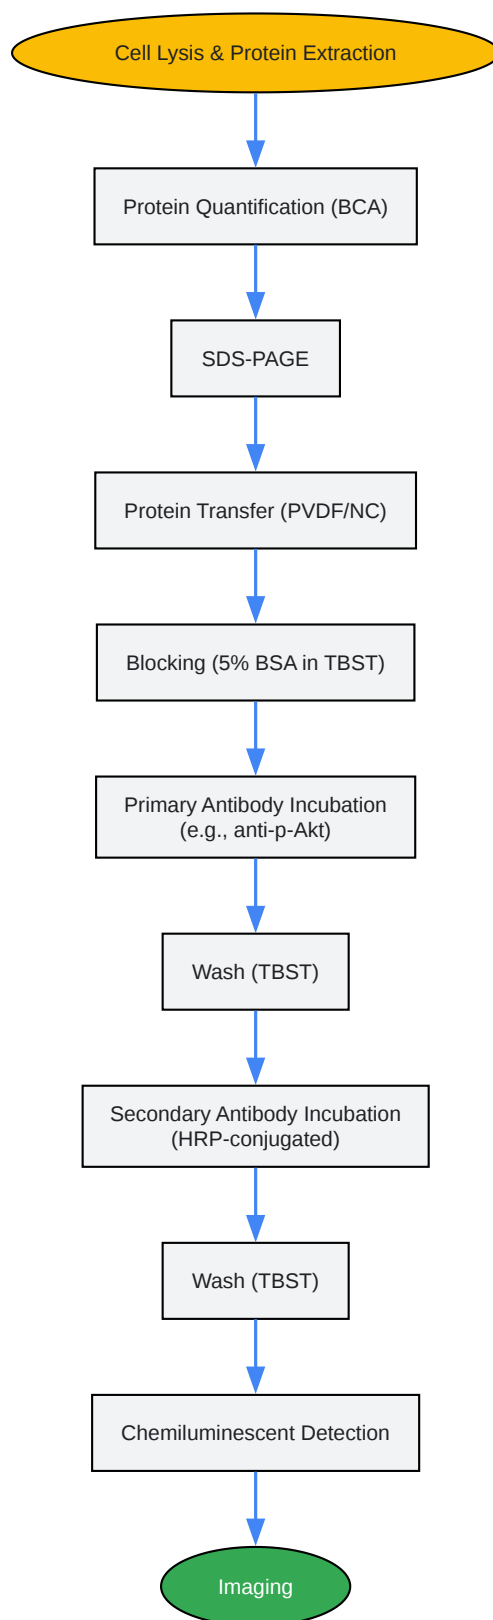 Cell Lysis & Protein Extraction
Protein Quantification (BCA)
SDS-PAGE
Protein Transfer (PVDF/NC)
Blocking (5% BSA in TBST)
Primary Antibody Incubation
(e.g., anti-p-Akt)
Wash (TBST)
Secondary Antibody Incubation
(HRP-conjugated)
Wash (TBST)
Chemiluminescent Detection
Imaging